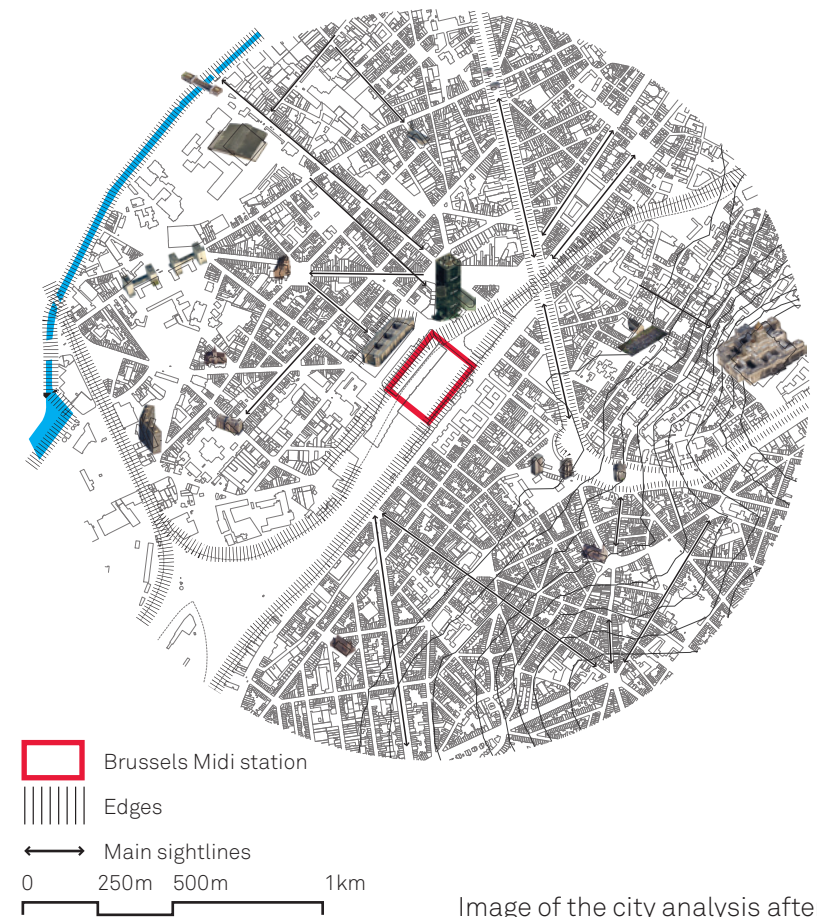 Brussels Midi station
Edges
Main sightlines
0 250m 500m 1km
Image of the city analysis afte